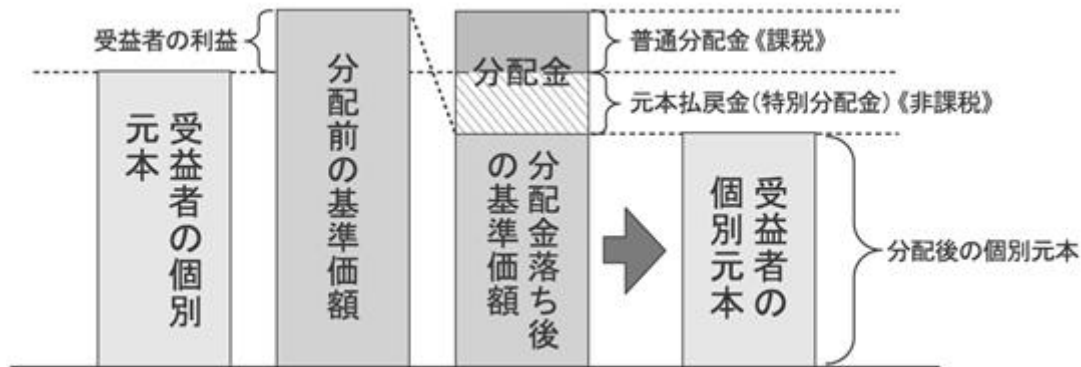 受益者の利益
受益者の個別
元本
分配前の基準価額
分配金
分配金落ち後
の基準価額
普通分配金《課税》
元本払戻金(特別分配金)《非課税》
受益者の
個別元本
分配後の個別元本